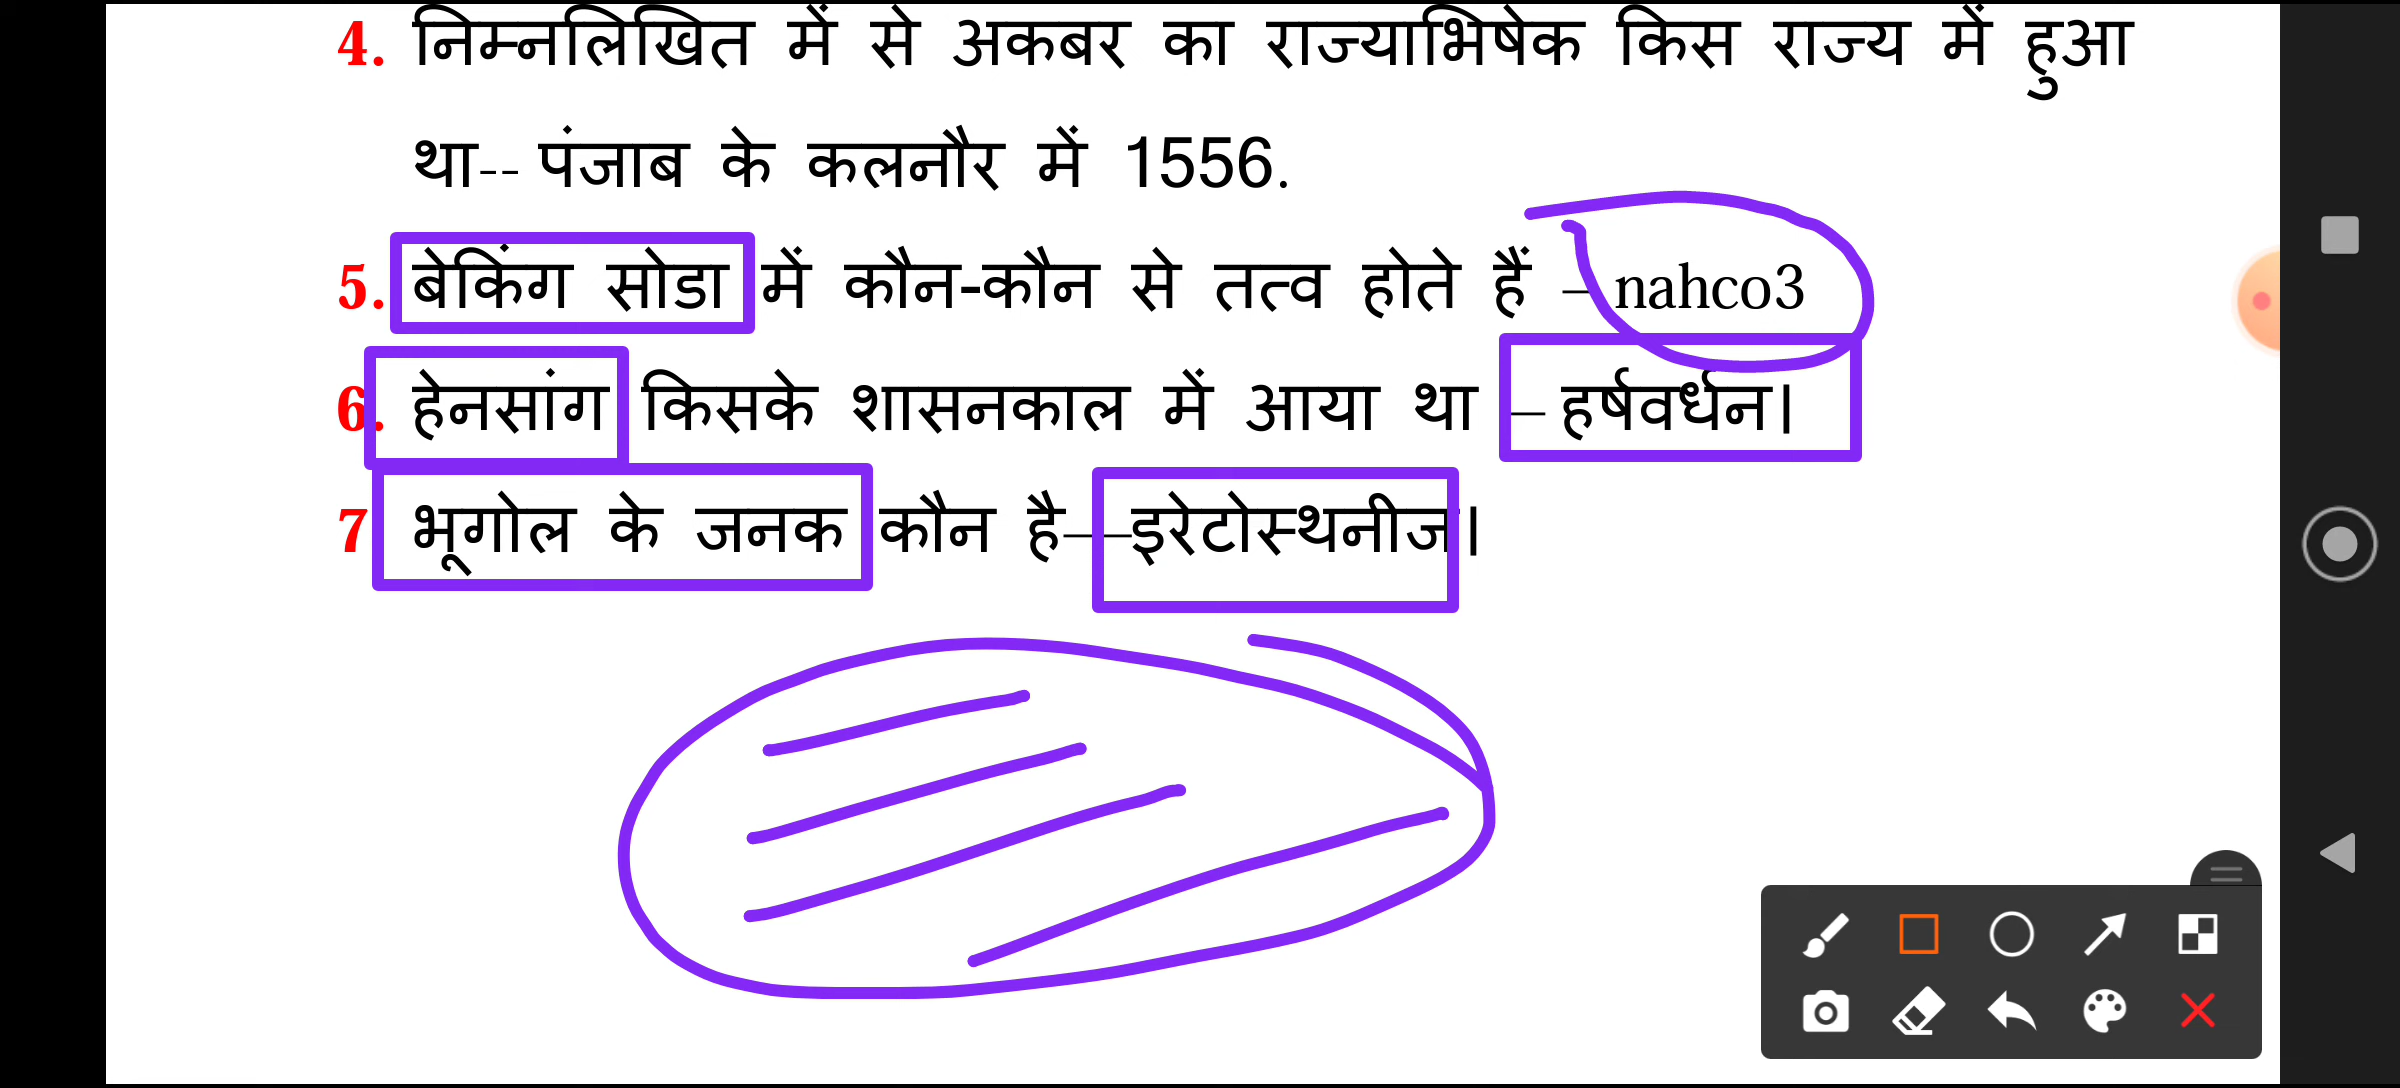 4. निम्नलिखित में से अकबर का राज्याभिषेक किस राज्य में हुआ
था-- पंजाब के कलनौर में 1556.
5. बेकिंग सोडा में कौन-कौन से तत्व होते हैं – nahco3
6. हेनसांग किसके शासनकाल में आया था – हर्षवर्धन।
7 भूगोल के जनक कौन है––इरेटोस्थनीज।